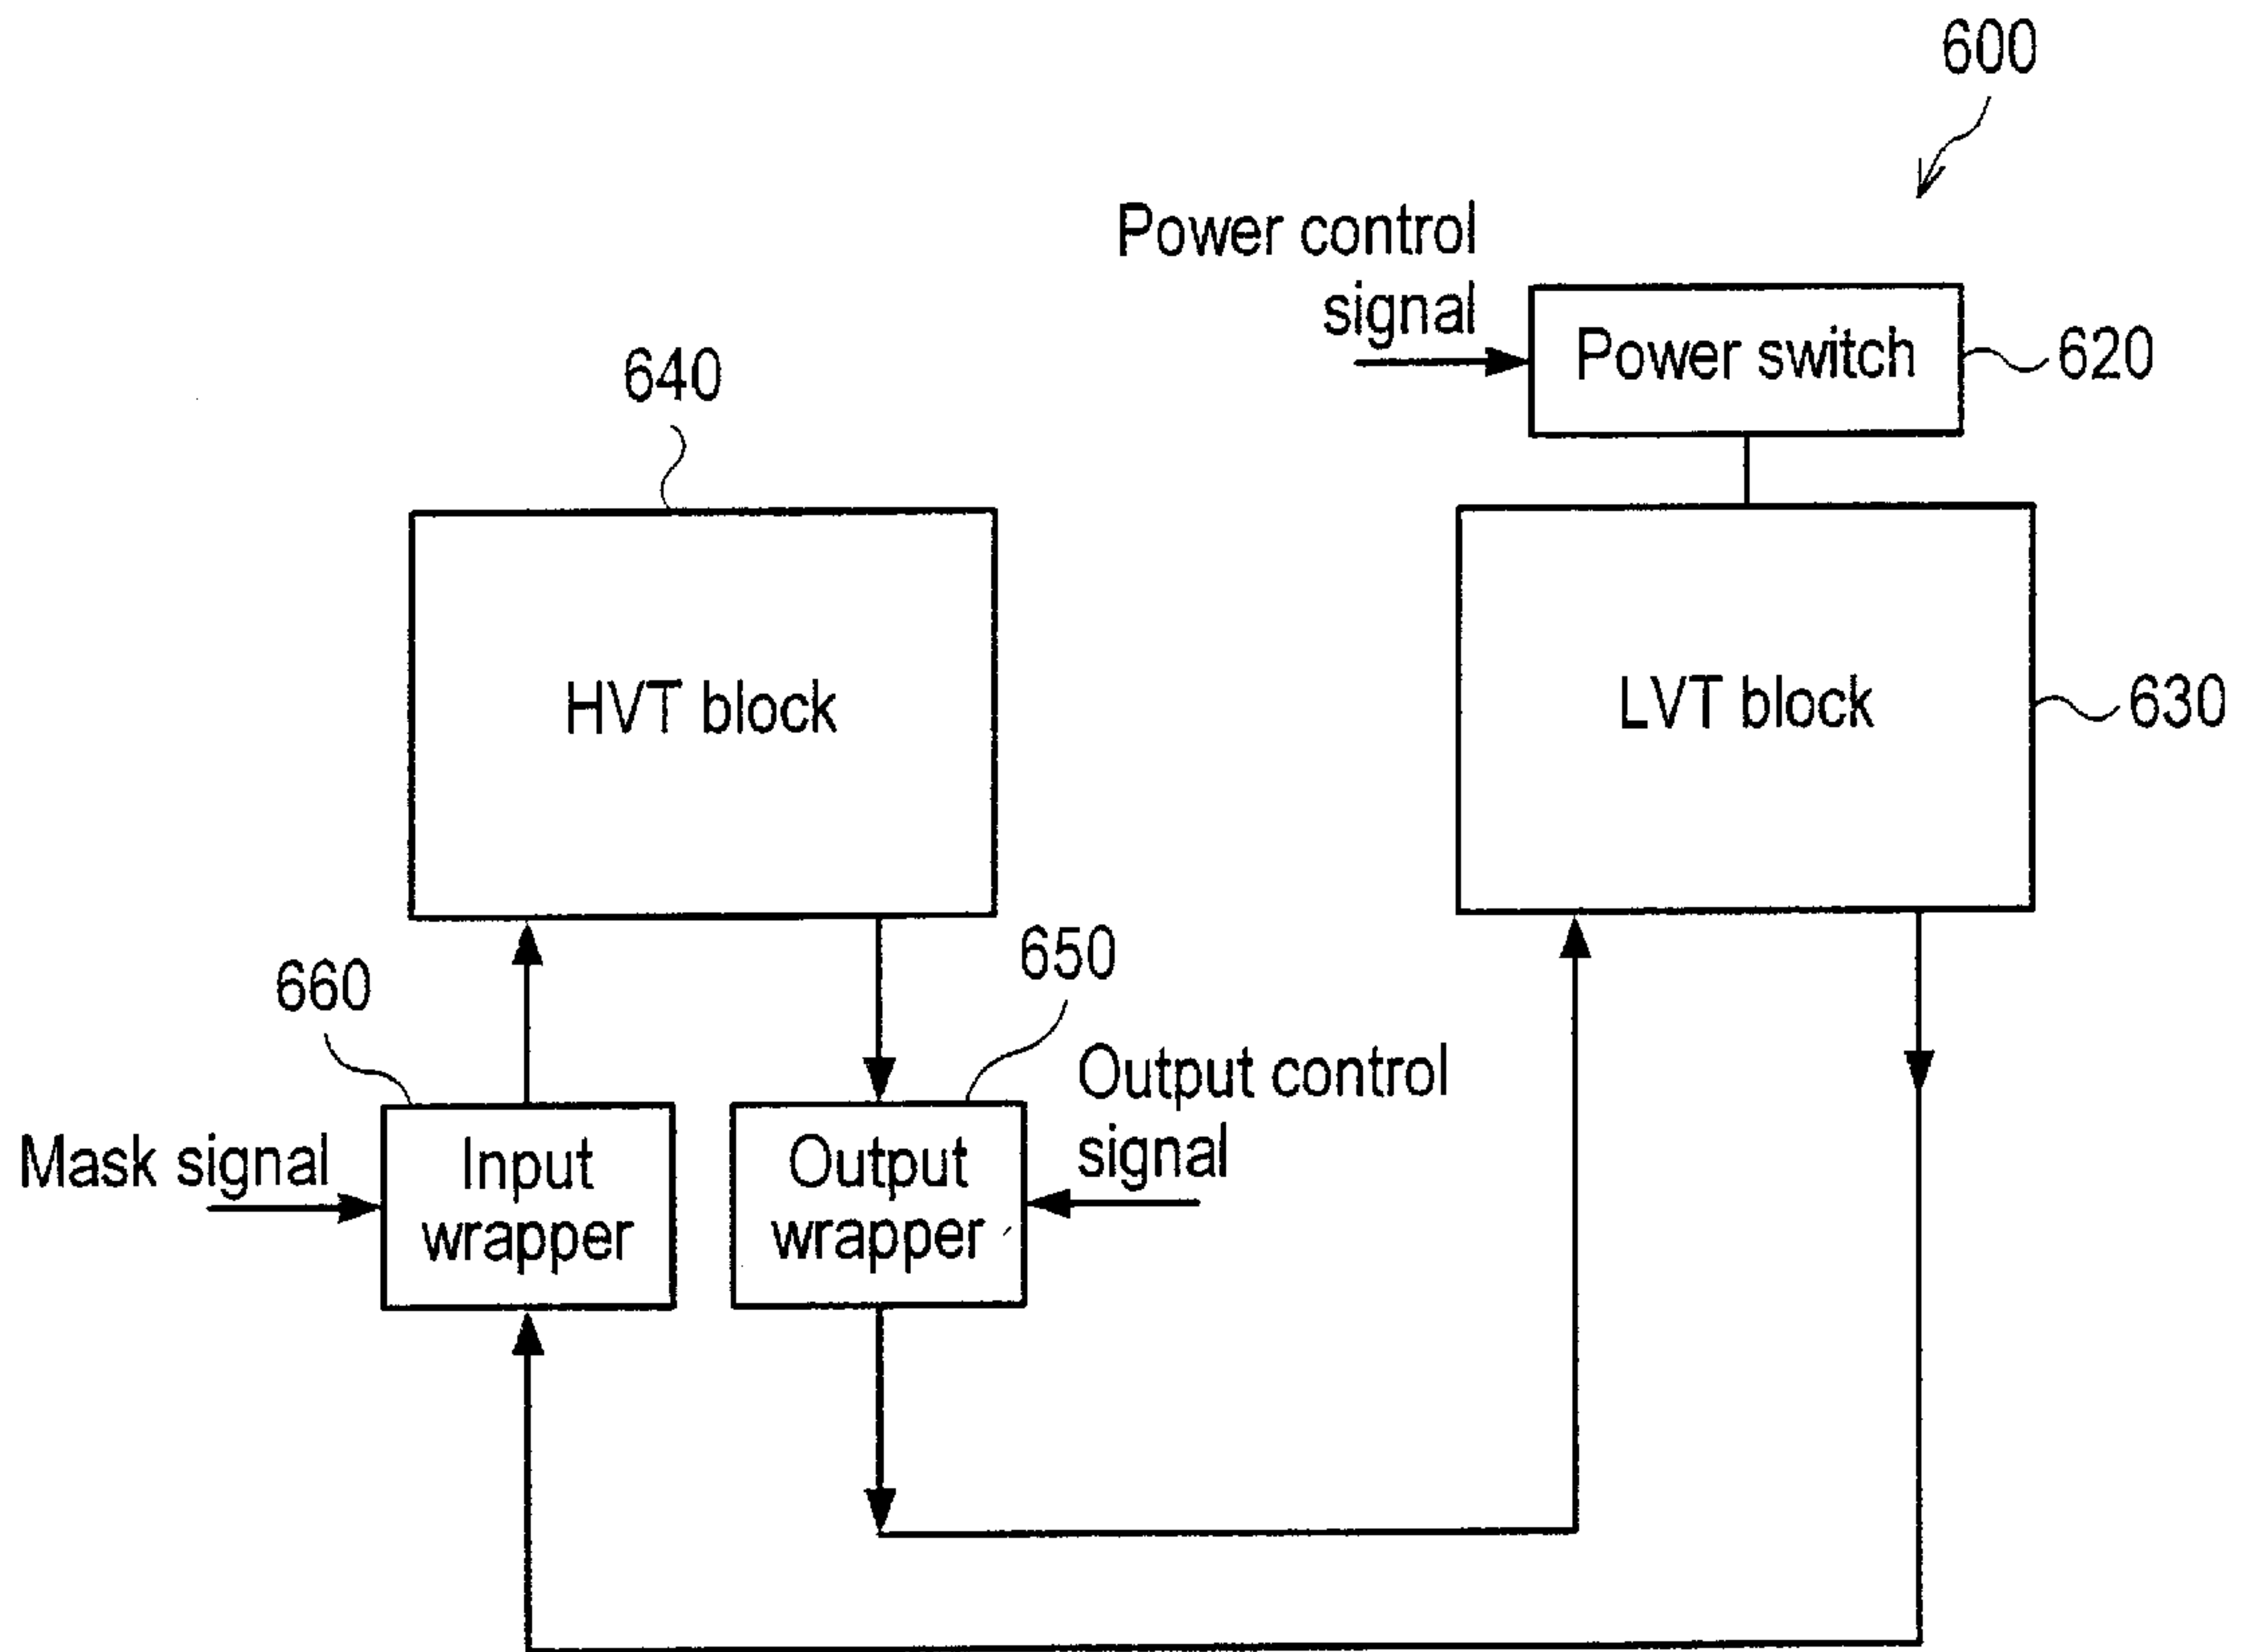 600
Power control
signal
Power switch
620
640
HVT block
LVT block
630
660
650
Mask signal
Input
wrapper
Output
wrapper
Output control
signal